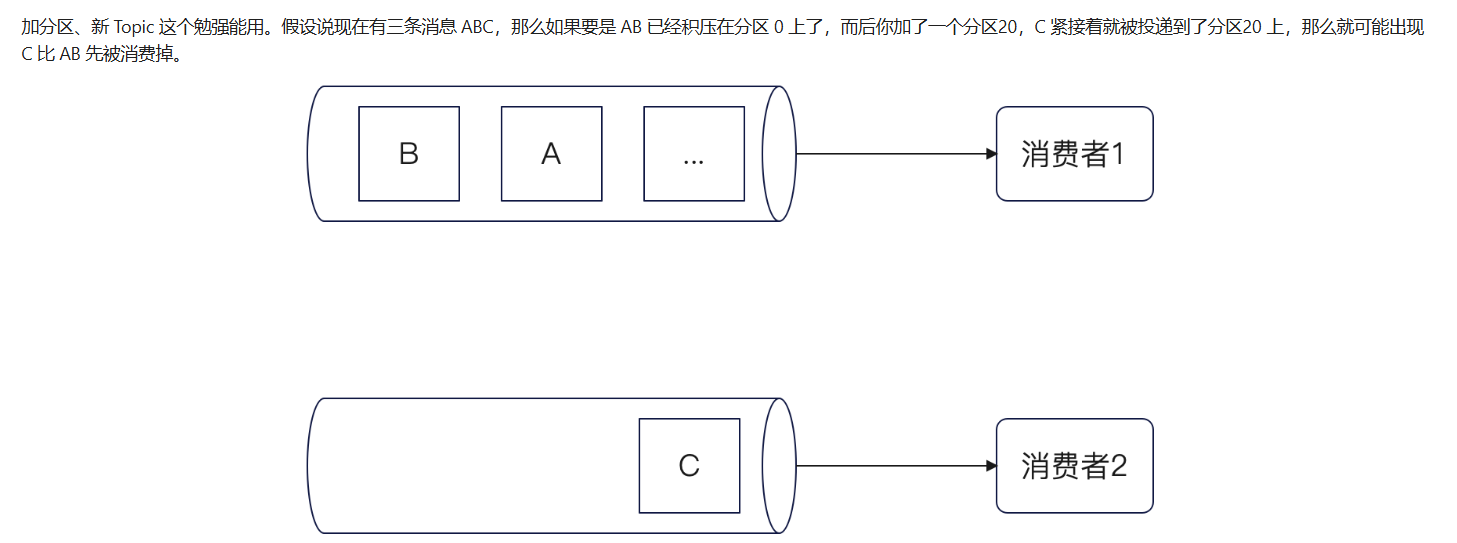 加分区、新 Topic 这个勉强能用。假设说现在有三条消息 ABC，那么如果要是 AB 已经积压在分区 0 上了，而后你加了一个分区20，C 紧接着就被投递到了分区20 上，那么就可能出现
C 比 AB 先被消费掉。
B
A
...
消费者1
C
消费者2